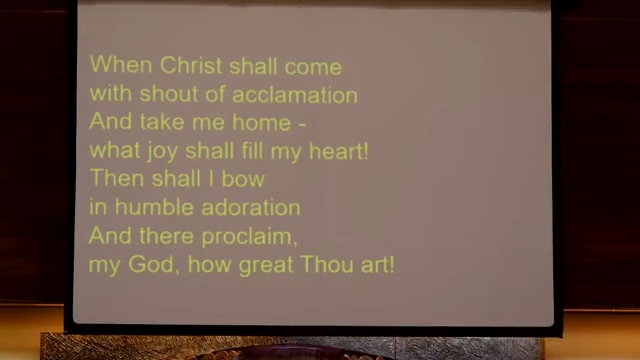 When Christ shall come
with shout of acclamation
And take me home -
what joy shall fill my heart!
Then shall I bow
in humble adoration
And there proclaim,
my God, how great Thou art!